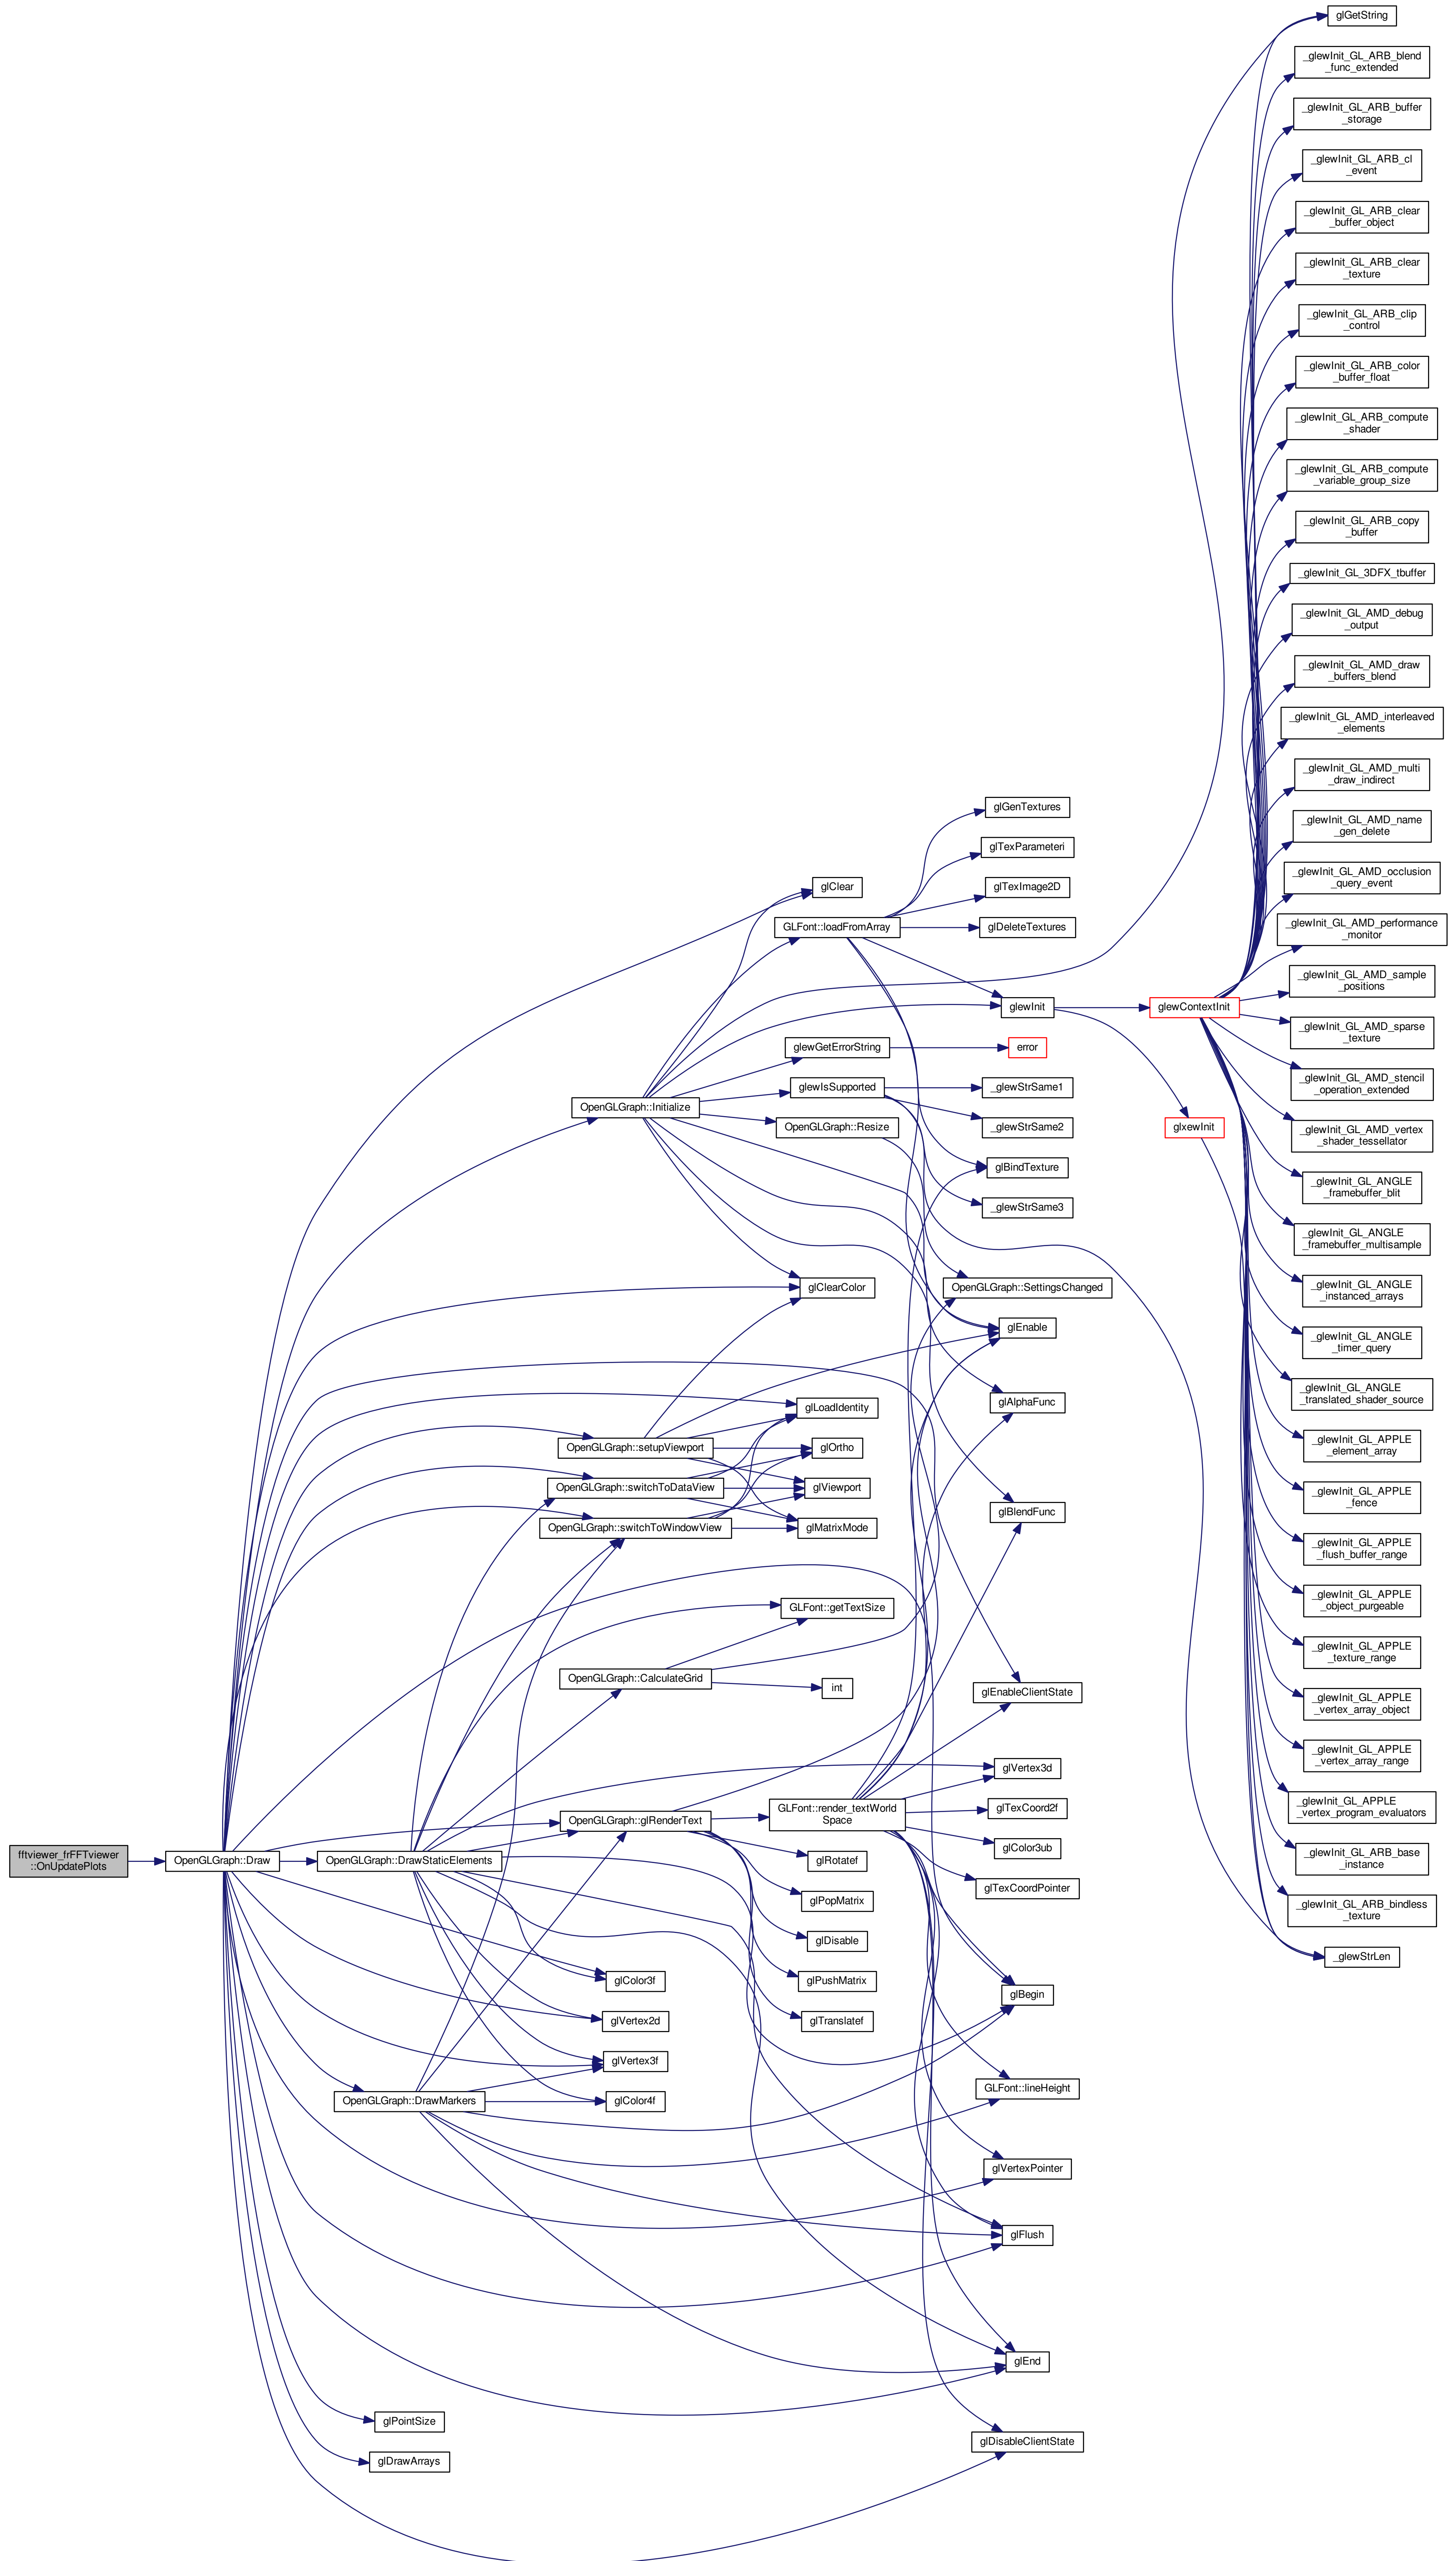 fftviewer_frFFTviewer
::OnUpdatePlots
OpenGLGraph::Draw
OpenGLGraph::DrawStaticElements
OpenGLGraph::DrawMarkers
glPointSize
glDrawArrays
OpenGLGraph::Initialize
OpenGLGraph::setupViewport
OpenGLGraph::switchToDataView
OpenGLGraph::switchToWindowView
OpenGLGraph::CalculateGrid
OpenGLGraph::glRenderText
glColor3f
glVertex2d
glVertex3f
glColor4f
glClear
GLFont::loadFromArray
glewGetErrorString
glewIsSupported
OpenGLGraph::Resize
glClearColor
glLoadIdentity
glOrtho
glViewport
glMatrixMode
GLFont::getTextSize
int
GLFont::render_textWorld
Space
glRotatef
glPopMatrix
glDisable
glPushMatrix
glTranslatef
glGenTextures
glTexParameteri
glTexImage2D
glDeleteTextures
glewInit
error
_glewStrSame1
_glewStrSame2
glBindTexture
_glewStrSame3
OpenGLGraph::SettingsChanged
glEnable
glAlphaFunc
glBlendFunc
glEnableClientState
glVertex3d
glTexCoord2f
glColor3ub
glTexCoordPointer
glBegin
GLFont::lineHeight
glVertexPointer
glFlush
glEnd
glDisableClientState
glewContextInit
glxewInit
glGetString
_glewInit_GL_ARB_blend
_func_extended
_glewInit_GL_ARB_buffer
_storage
_glewInit_GL_ARB_cl
_event
_glewInit_GL_ARB_clear
_buffer_object
_glewInit_GL_ARB_clear
_texture
_glewInit_GL_ARB_clip
_control
_glewInit_GL_ARB_color
_buffer_float
_glewInit_GL_ARB_compute
_shader
_glewInit_GL_ARB_compute
_variable_group_size
_glewInit_GL_ARB_copy
_buffer
_glewInit_GL_3DFX_tbuffer
_glewInit_GL_AMD_debug
_output
_glewInit_GL_AMD_draw
_buffers_blend
_glewInit_GL_AMD_interleaved
_elements
_glewInit_GL_AMD_multi
_draw_indirect
_glewInit_GL_AMD_name
_gen_delete
_glewInit_GL_AMD_occlusion
_query_event
_glewInit_GL_AMD_performance
_monitor
_glewInit_GL_AMD_sample
_positions
_glewInit_GL_AMD_sparse
_texture
_glewInit_GL_AMD_stencil
_operation_extended
_glewInit_GL_AMD_vertex
_shader_tessellator
_glewInit_GL_ANGLE
_framebuffer_blit
_glewInit_GL_ANGLE
_framebuffer_multisample
_glewInit_GL_ANGLE
_instanced_arrays
_glewInit_GL_ANGLE
_timer_query
_glewInit_GL_ANGLE
_translated_shader_source
_glewInit_GL_APPLE
_element_array
_glewInit_GL_APPLE
_fence
_glewInit_GL_APPLE
_flush_buffer_range
_glewInit_GL_APPLE
_object_purgeable
_glewInit_GL_APPLE
_texture_range
_glewInit_GL_APPLE
_vertex_array_object
_glewInit_GL_APPLE
_vertex_array_range
_glewInit_GL_APPLE
_vertex_program_evaluators
_glewInit_GL_ARB_base
_instance
_glewInit_GL_ARB_bindless
_texture
_glewStrLen